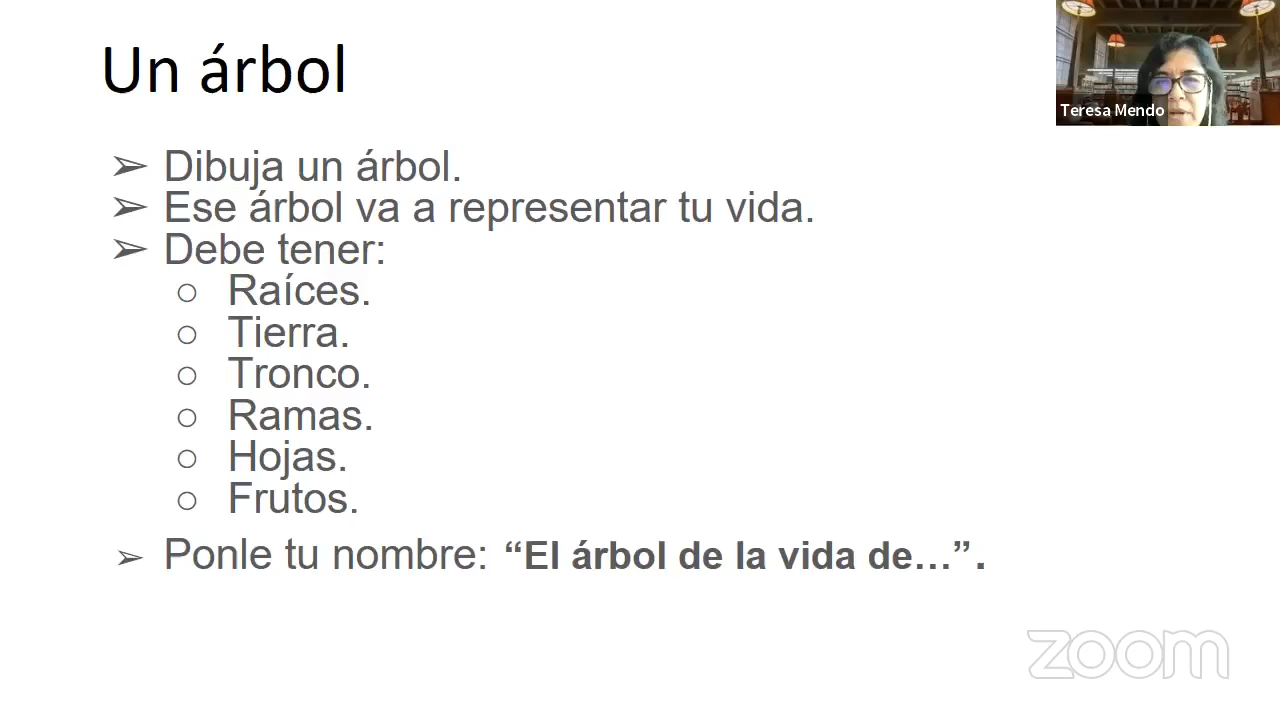 Un árbol
Teresa Mendo
➢ Dibuja un árbol.
➢ Ese árbol va a representar tu vida.
➢ Debe tener:
○ Raíces.
○ Tierra.
○ Tronco.
○ Ramas.
○ Hojas.
○ Frutos.
➢ Ponle tu nombre: “El árbol de la vida de…”.
zoom